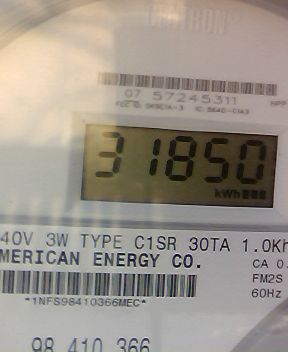 CENTRON
07 57245311
31850
kWh
40V 3W TYPE C1SR 30TA 1.0Kh
MERICAN ENERGY CO.
CA 0.
FM2S
60Hz
*1NFS98410366MEC*
98 410 366